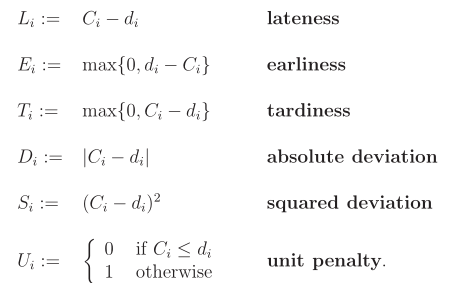 L_i := C_i − d_i lateness
E_i := max{0, d_i − C_i} earliness
T_i := max{0, C_i − d_i} tardiness
D_i := |C_i − d_i| absolute deviation
S_i := (C_i − d_i)² squared deviation
U_i := { 0 if C_i ≤ d_i
1 otherwise unit penalty.